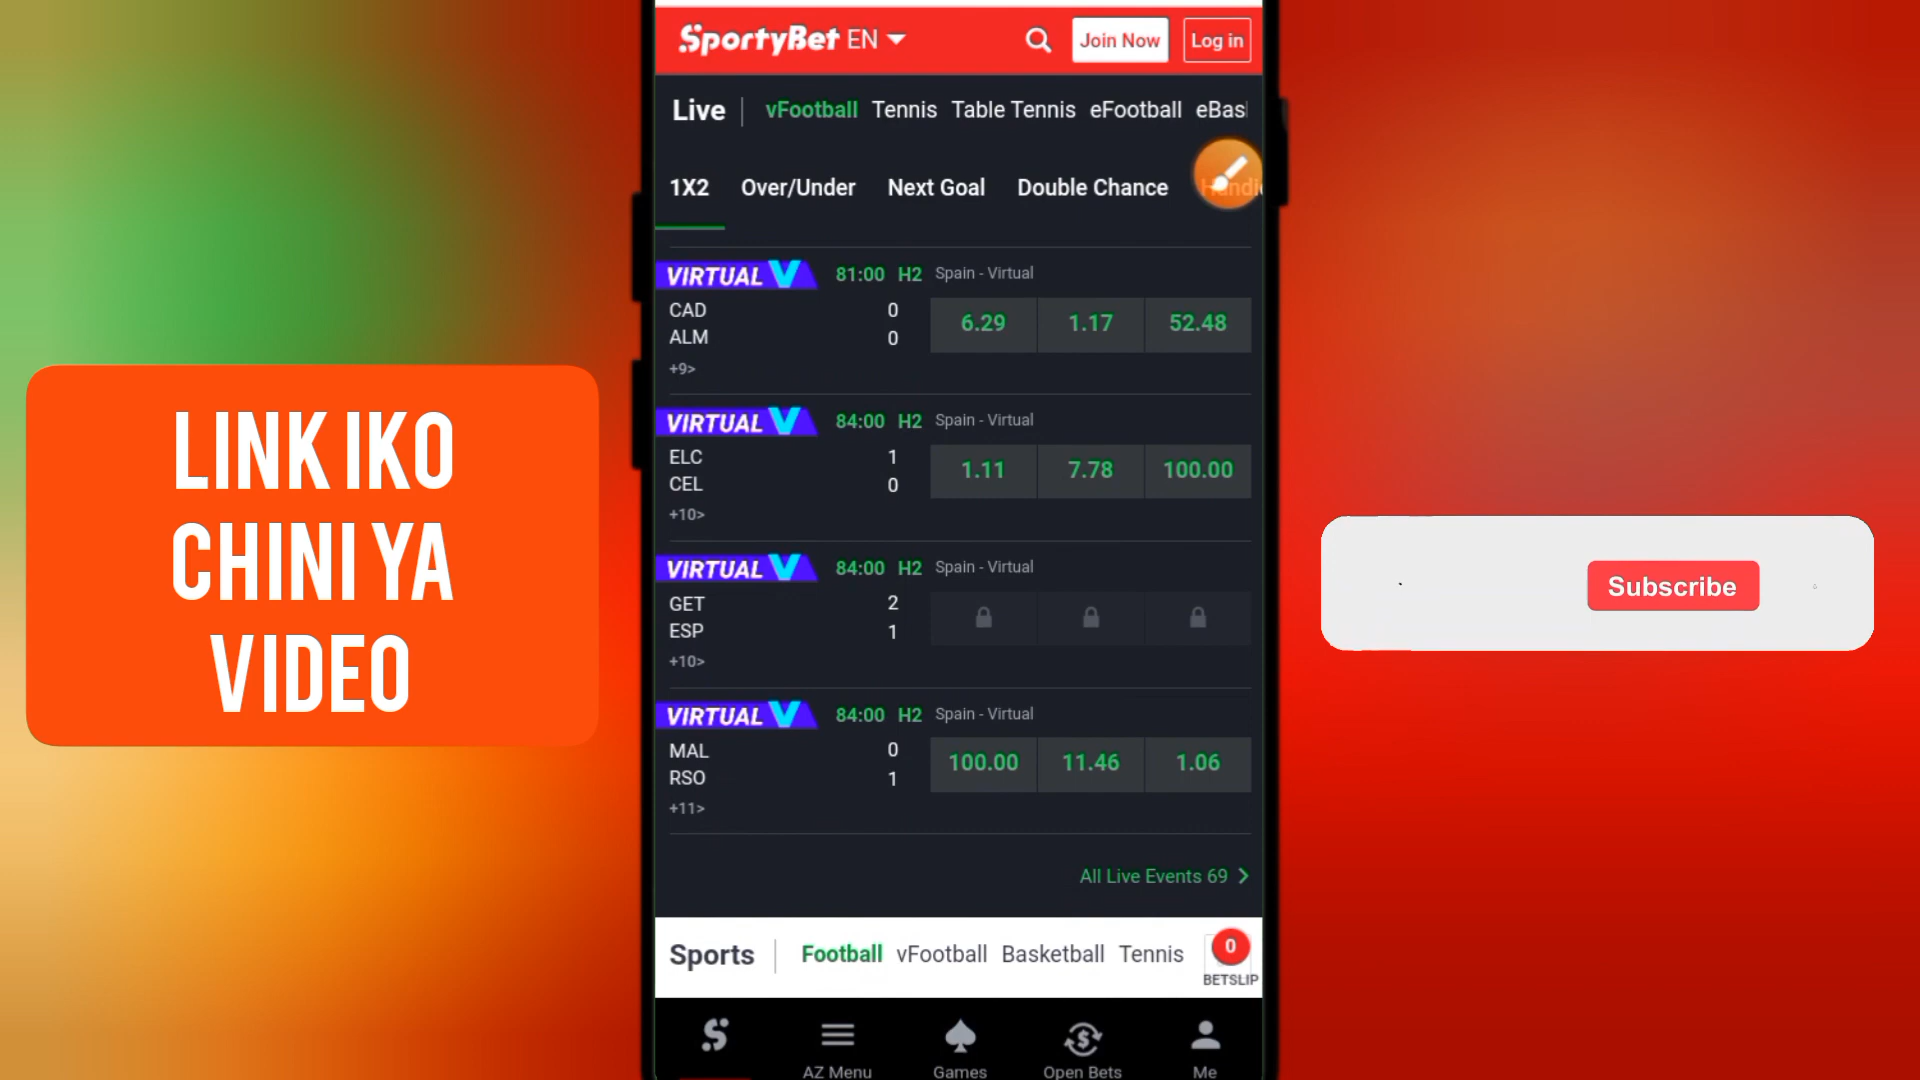 SportyBet EN
Join Now
Log in
Live
vFootball Tennis Table Tennis eFootball eBas
1X2 Over/Under Next Goal Double Chance
VIRTUAL V 81:00 H2 Spain - Virtual
CAD 0
ALM 0
6.29 1.17 52.48
+9>
VIRTUAL V 84:00 H2 Spain - Virtual
ELC 1
CEL 0
1.11 7.78 100.00
+10>
VIRTUAL V 84:00 H2 Spain - Virtual
GET 2
ESP 1
+10>
VIRTUAL V 84:00 H2 Spain - Virtual
MAL 0
RSO 1
100.00 11.46 1.06
+11>
All Live Events 69 >
Sports
Football vFootball Basketball Tennis
0
BETSLIP
AZ Menu
Games
Open Bets
Me
LINK IKO
CHINI YA
VIDEO
Subscribe